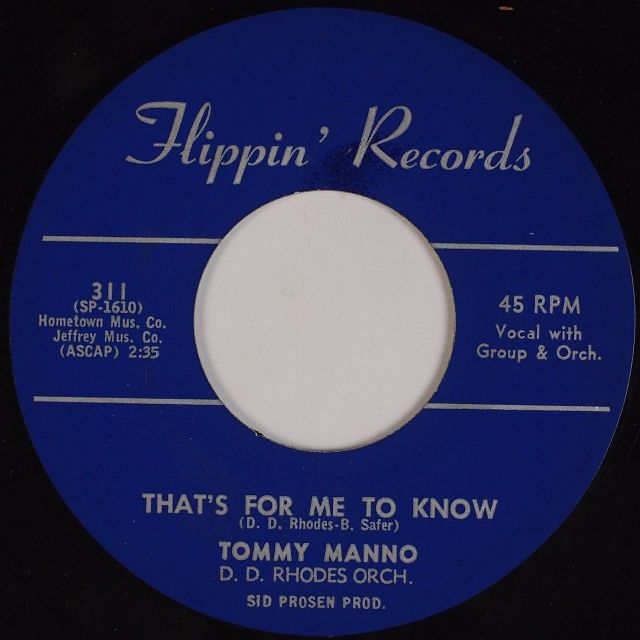 Flippin' Records
311
(SP-1610)
Hometown Mus. Co.
Jeffrey Mus. Co.
(ASCAP) 2:35
45 RPM
Vocal with
Group & Orch.
THAT'S FOR ME TO KNOW
(D. D. Rhodes-B. Safer)
TOMMY MANNO
D. D. RHODES ORCH.
SID PROSEN PROD.